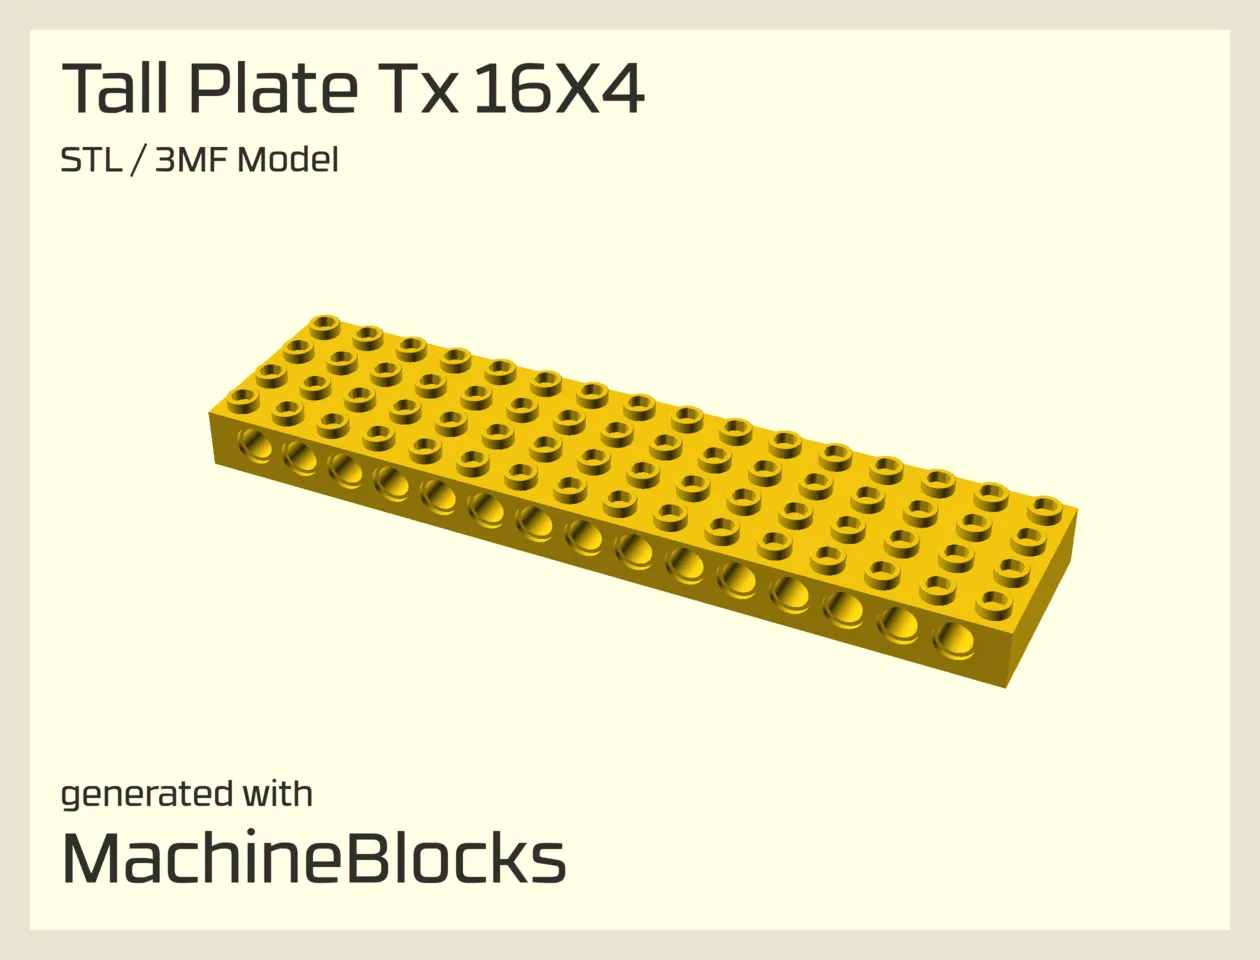 Tall Plate Tx 16X4
STL / 3MF Model
generated with
MachineBlocks